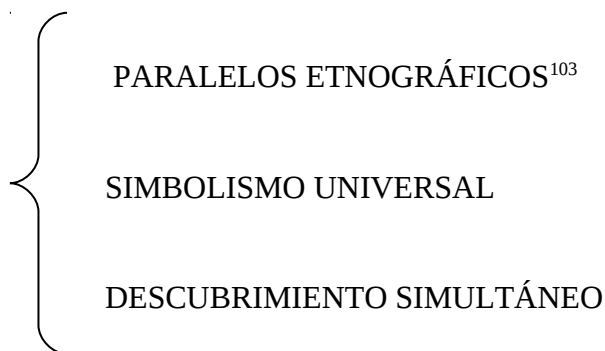 PARALELOS ETNOGRÁFICOS¹⁰³
SIMBOLISMO UNIVERSAL
DESCUBRIMIENTO SIMULTÁNEO